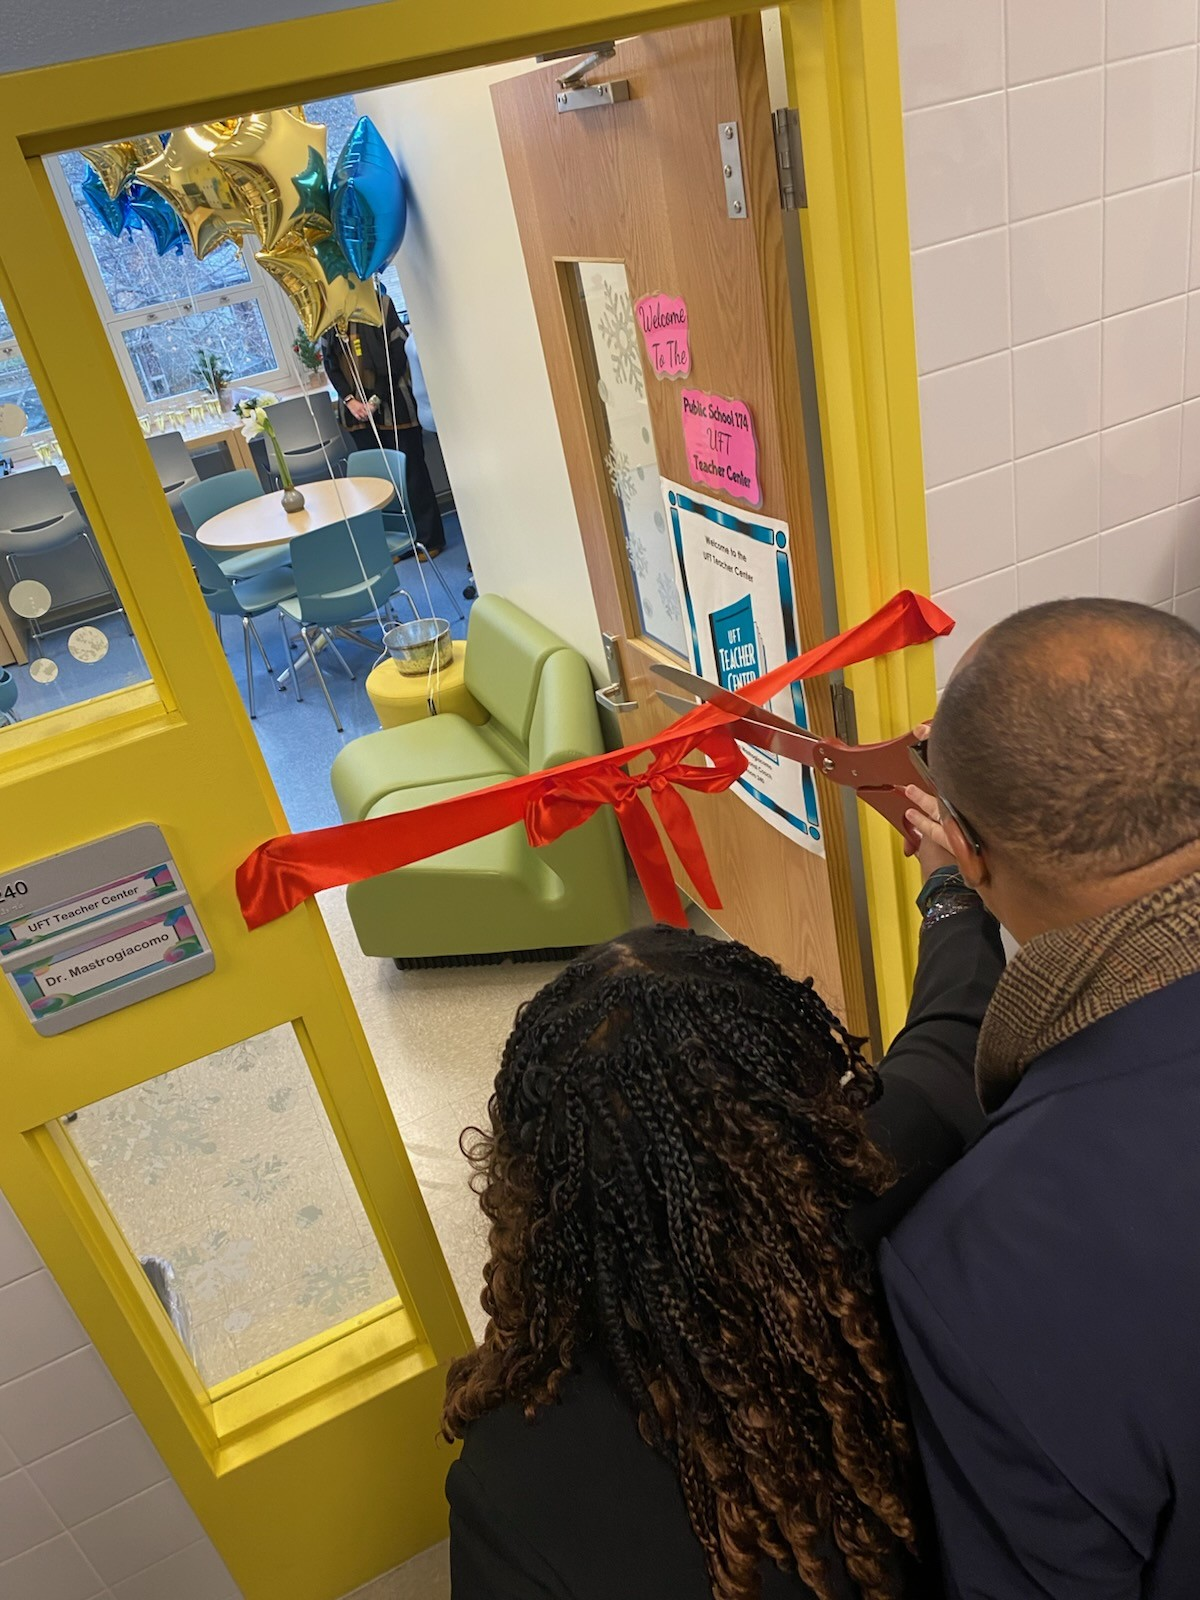 Welcome
To The
Public School 174
UFT
Teacher Center
Welcome to the
UFT Teacher Center
UFT
TEACHER
CENTER
Mastrogiacomo
240
UFT Teacher Center
Dr. Mastrogiacomo